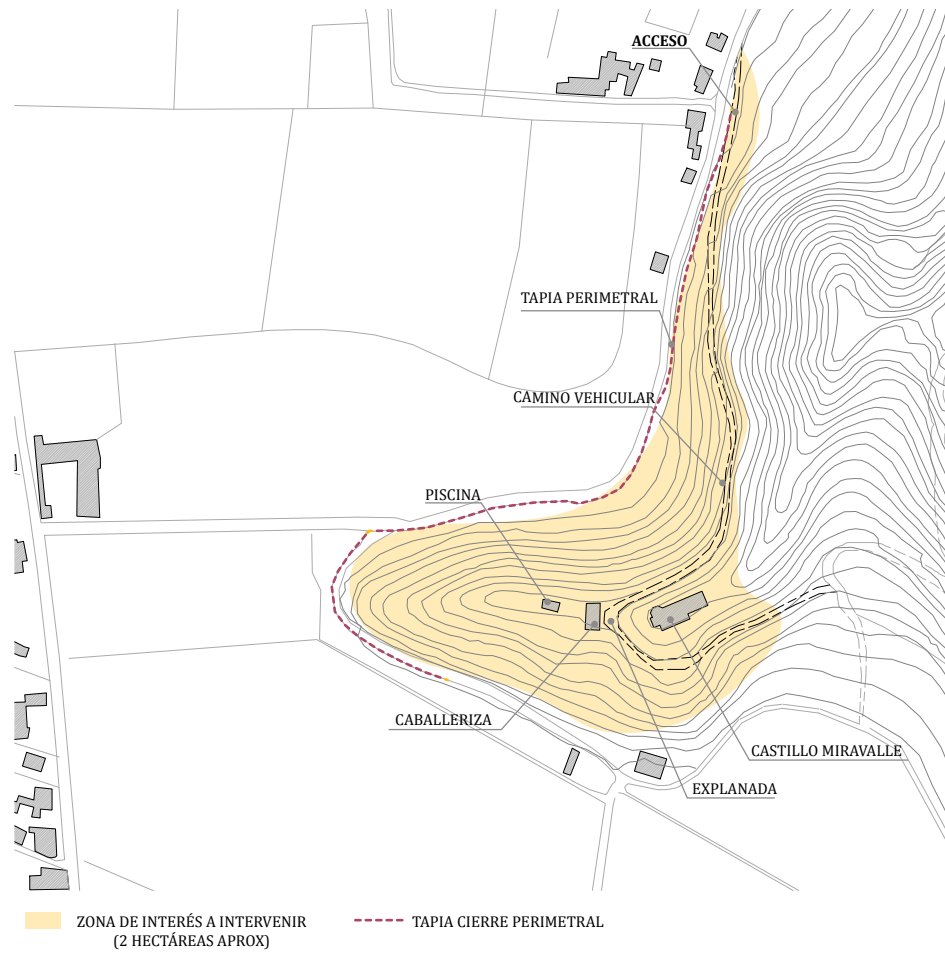 ACCESO
TAPIA PERIMETRAL
CAMINO VEHICULAR
PISCINA
CABALLERIZA
CASTILLO MIRAVALLE
EXPLANADA
ZONA DE INTERÉS A INTERVENIR
(2 HECTÁREAS APROX)
TAPIA CIERRE PERIMETRAL